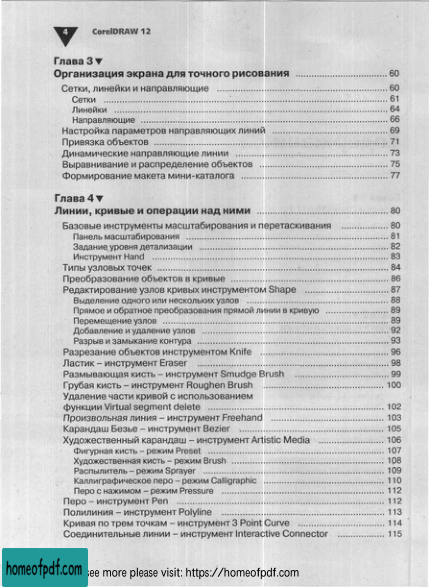 4 CorelDRAW 12
Глава 3▼
Организация экрана для точного рисования ........ 60
Сетки, линейки и направляющие ........ 60
Сетки ........ 61
Линейки ........ 64
Направляющие ........ 66
Настройка параметров направляющих линий ........ 69
Привязка объектов ........ 71
Динамические направляющие линии ........ 73
Выравнивание и распределение объектов ........ 75
Формирование макета мини-каталога ........ 77
Глава 4▼
Линии, кривые и операции над ними ........ 80
Базовые инструменты масштабирования и перетаскивания ........ 80
Панель масштабирования ........ 81
Задание уровня детализации ........ 82
Инструмент Hand ........ 83
Типы узловых точек ........ 84
Преобразование объектов в кривые ........ 86
Редактирование узлов кривых инструментом Shape ........ 87
Выделение одного или нескольких узлов ........ 88
Прямое и обратное преобразования прямой линии в кривую ........ 89
Перемещение узлов ........ 89
Добавление и удаление узлов ........ 92
Разрыв и замыкание контура ........ 93
Разрезание объектов инструментом Knife ........ 96
Ластик – инструмент Eraser ........ 98
Размывающая кисть – инструмент Smudge Brush ........ 99
Грубая кисть – инструмент Roughen Brush ........ 100
Удаление части кривой с использованием
функции Virtual segment delete ........ 102
Произвольная линия – инструмент Freehand ........ 103
Карандаш Безье – инструмент Bezier ........ 105
Художественный карандаш – инструмент Artistic Media ........ 106
Фигурная кисть – режим Preset ........ 107
Художественная кисть – режим Brush ........ 108
Распылитель – режим Sprayer ........ 109
Каллиграфическое перо – режим Calligraphic ........ 110
Перо с нажимом – режим Pressure ........ 112
Перо – инструмент Pen ........ 112
Полилиния – инструмент Polyline ........ 113
Кривая по трем точкам – инструмент 3 Point Curve ........ 114
Соединительные линии – инструмент Interactive Connector ........ 115
homeofpdf.com
see more please visit: https://homeofpdf.com